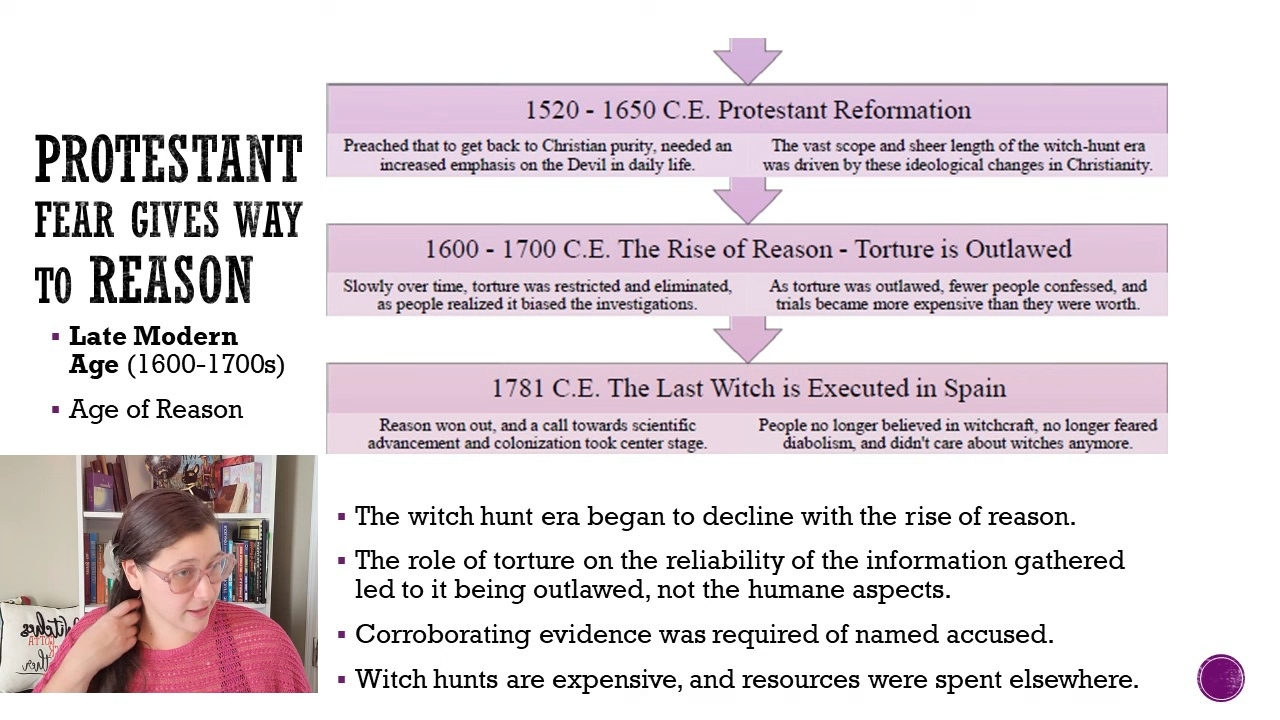 PROTESTANT
FEAR GIVES WAY
TO REASON
▪ Late Modern
Age (1600-1700s)
▪ Age of Reason
1520 - 1650 C.E. Protestant Reformation
Preached that to get back to Christian purity, needed an
increased emphasis on the Devil in daily life.
The vast scope and sheer length of the witch-hunt era
was driven by these ideological changes in Christianity.
1600 - 1700 C.E. The Rise of Reason - Torture is Outlawed
Slowly over time, torture was restricted and eliminated,
as people realized it biased the investigations.
As torture was outlawed, fewer people confessed, and
trials became more expensive than they were worth.
1781 C.E. The Last Witch is Executed in Spain
Reason won out, and a call towards scientific
advancement and colonization took center stage.
People no longer believed in witchcraft, no longer feared
diabolism, and didn't care about witches anymore.
▪ The witch hunt era began to decline with the rise of reason.
▪ The role of torture on the reliability of the information gathered
led to it being outlawed, not the humane aspects.
▪ Corroborating evidence was required of named accused.
▪ Witch hunts are expensive, and resources were spent elsewhere.
Witches